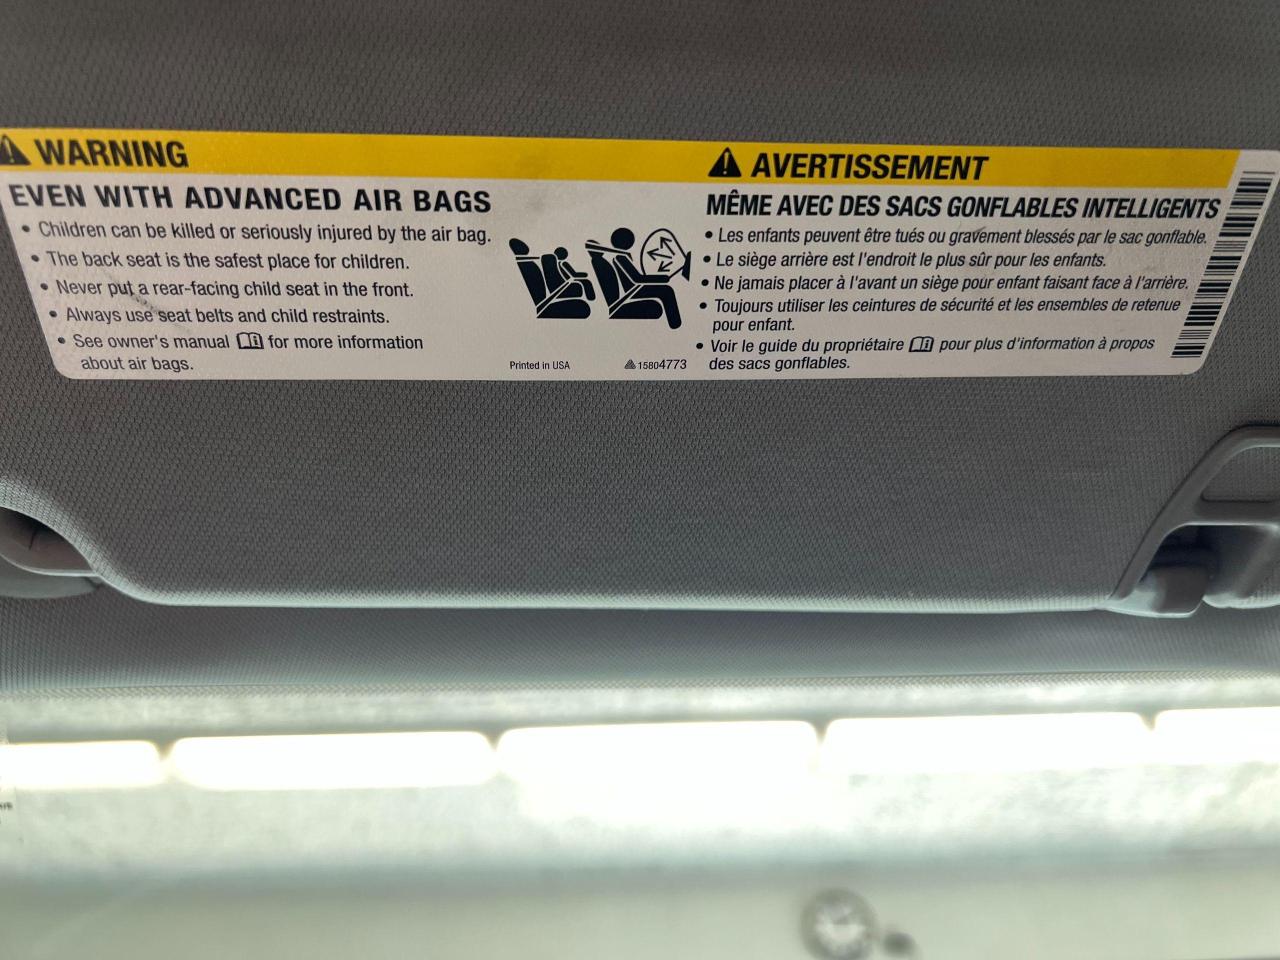 WARNING
EVEN WITH ADVANCED AIR BAGS
• Children can be killed or seriously injured by the air bag.
• The back seat is the safest place for children.
• Never put a rear-facing child seat in the front.
• Always use seat belts and child restraints.
• See owner's manual for more information
about air bags.
Printed in USA
15804773
AVERTISSEMENT
MÊME AVEC DES SACS GONFLABLES INTELLIGENTS
• Les enfants peuvent être tués ou gravement blessés par le sac gonflable.
• Le siège arrière est l'endroit le plus sûr pour les enfants.
• Ne jamais placer à l'avant un siège pour enfant faisant face à l'arrière.
• Toujours utiliser les ceintures de sécurité et les ensembles de retenue
pour enfant.
• Voir le guide du propriétaire pour plus d'information à propos
des sacs gonflables.